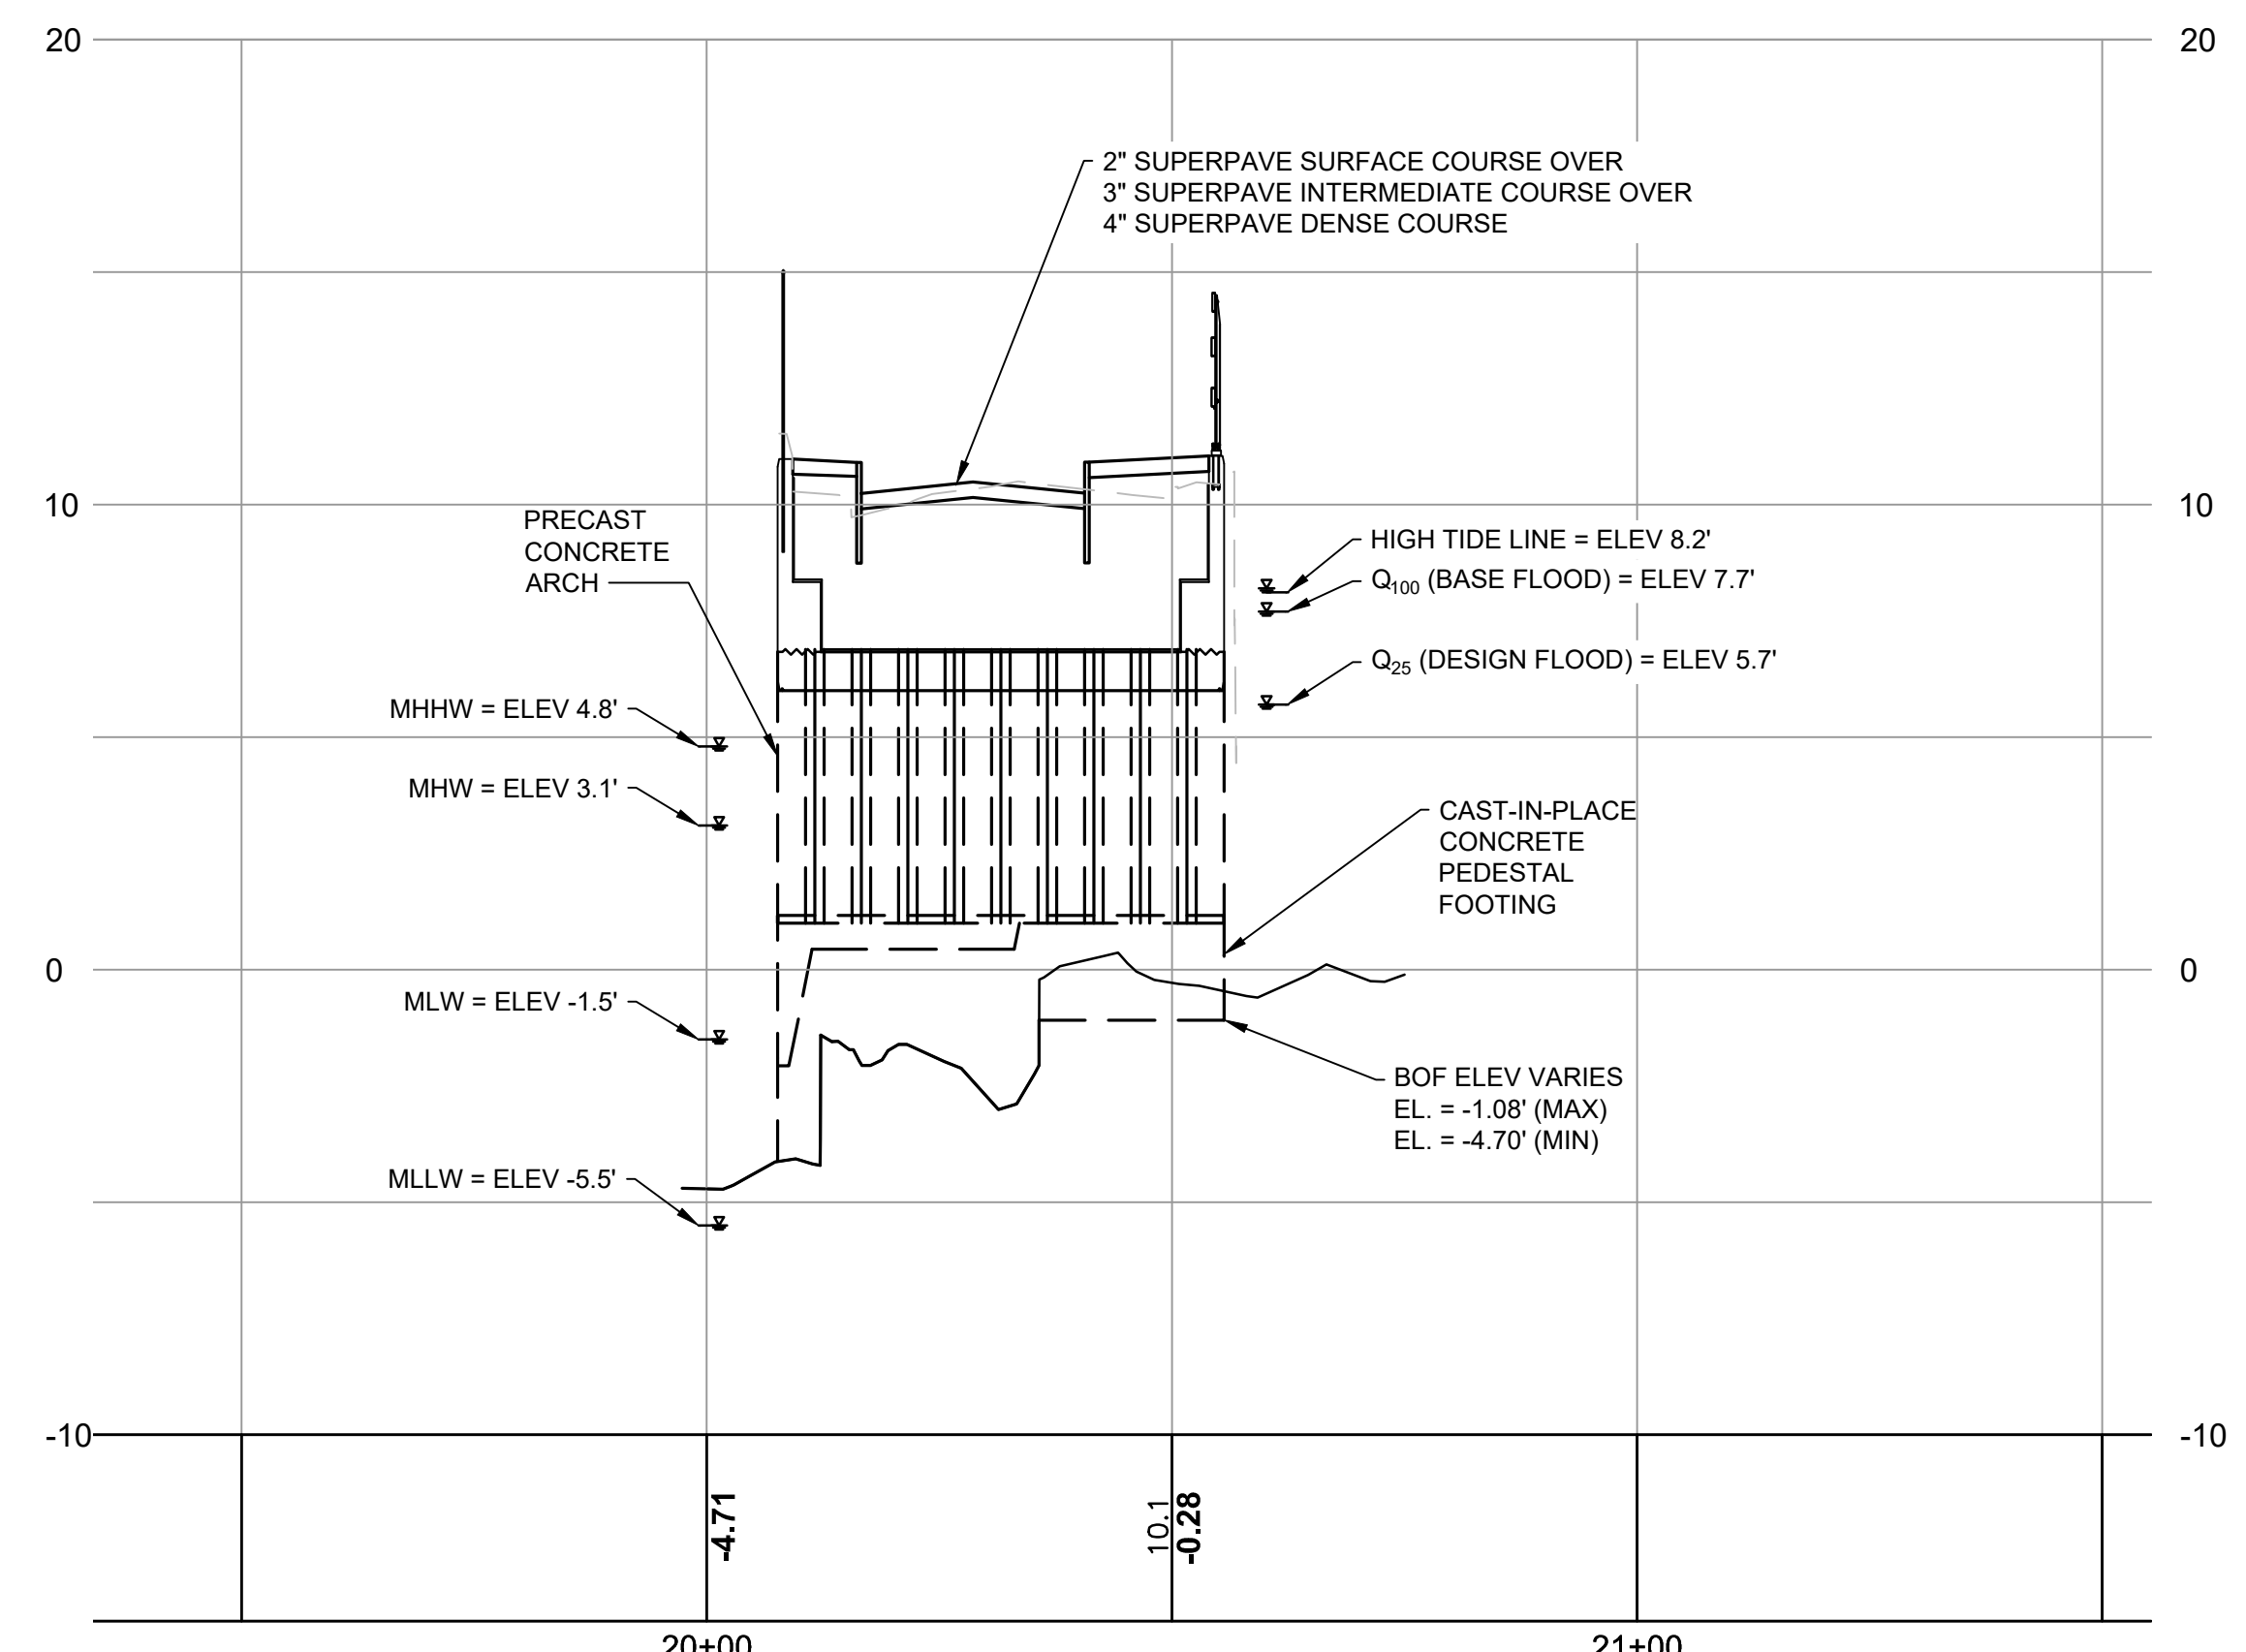 20
20
2" SUPERPAVE SURFACE COURSE OVER
3" SUPERPAVE INTERMEDIATE COURSE OVER
4" SUPERPAVE DENSE COURSE
10
10
PRECAST
CONCRETE
ARCH
HIGH TIDE LINE = ELEV 8.2'
Q100 (BASE FLOOD) = ELEV 7.7'
Q25 (DESIGN FLOOD) = ELEV 5.7'
MHHW = ELEV 4.8'
MHW = ELEV 3.1'
CAST-IN-PLACE
CONCRETE
PEDESTAL
FOOTING
0
0
MLW = ELEV -1.5'
BOF ELEV VARIES
EL. = -1.08' (MAX)
EL. = -4.70' (MIN)
MLLW = ELEV -5.5'
-10
-10
-4.71
10.1
-0.28
20+00
21+00